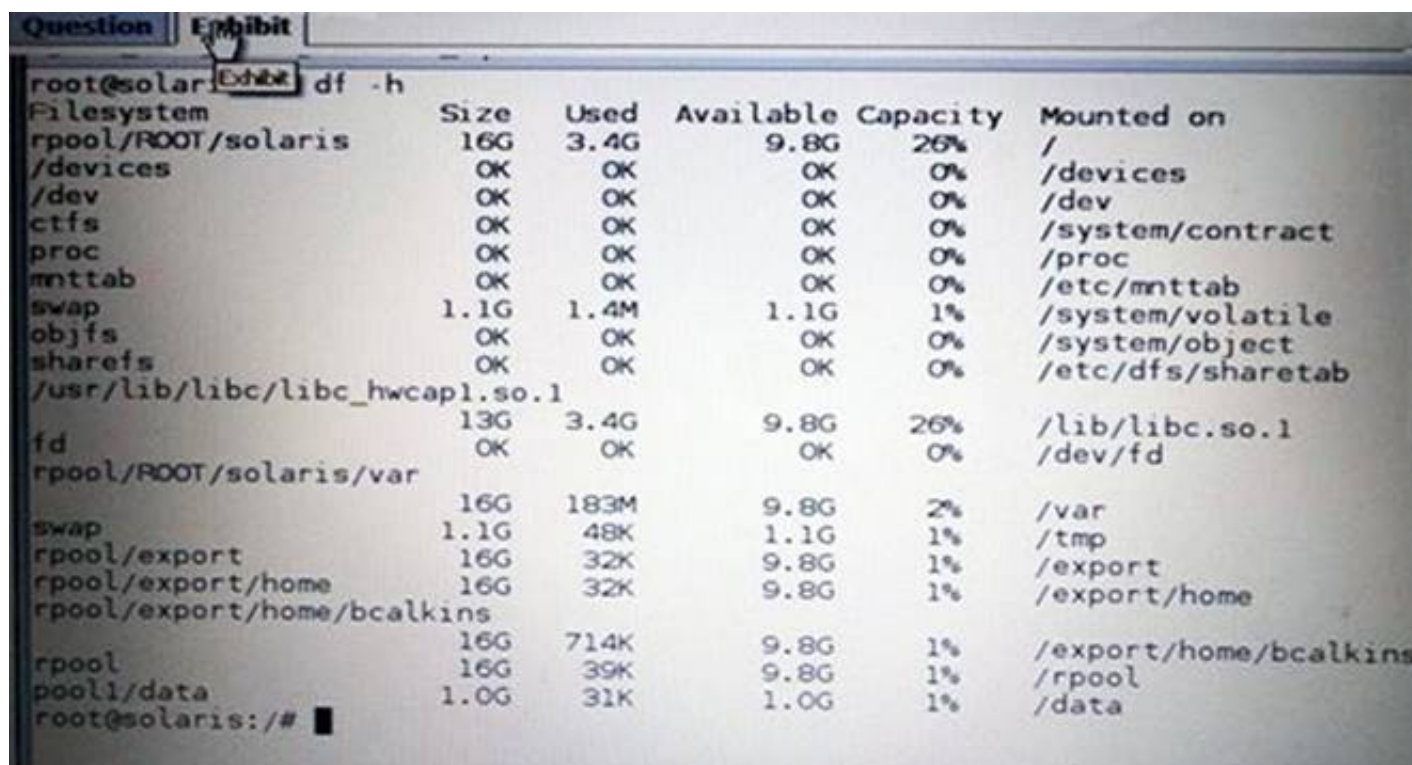 Question Exhibit
Exhibit
root@solar df -h
Filesystem Size Used Available Capacity Mounted on
rpool/ROOT/solaris 16G 3.4G 9.8G 26% /
/devices 0K 0K 0K 0% /devices
/dev 0K 0K 0K 0% /dev
ctfs 0K 0K 0K 0% /system/contract
proc 0K 0K 0K 0% /proc
mnttab 0K 0K 0K 0% /etc/mnttab
swap 1.1G 1.4M 1.1G 1% /system/volatile
objfs 0K 0K 0K 0% /system/object
sharefs 0K 0K 0K 0% /etc/dfs/sharetab
/usr/lib/libc/libc_hwcap1.so.1
13G 3.4G 9.8G 26% /lib/libc.so.1
fd 0K 0K 0K 0% /dev/fd
rpool/ROOT/solaris/var
16G 183M 9.8G 2% /var
swap 1.1G 48K 1.1G 1% /tmp
rpool/export 16G 32K 9.8G 1% /export
rpool/export/home 16G 32K 9.8G 1% /export/home
rpool/export/home/bcalkins
16G 714K 9.8G 1% /export/home/bcalkins
rpool 16G 39K 9.8G 1% /rpool
pool1/data 1.0G 31K 1.0G 1% /data
root@solaris:/#